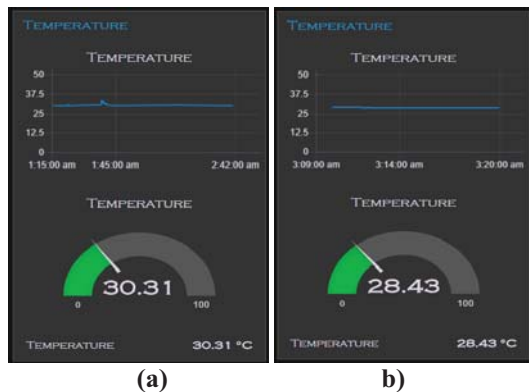 TEMPERATURE
TEMPERATURE
50
37.5
25
12.5
0
1:15:00 am 1:45:00 am 2:42:00 am
TEMPERATURE
30.31
0 100
TEMPERATURE 30.31 °C
(a)
TEMPERATURE
TEMPERATURE
50
37.5
25
12.5
0
3:09:00 am 3:14:00 am 3:20:00 am
TEMPERATURE
28.43
0 100
TEMPERATURE 28.43 °C
b)